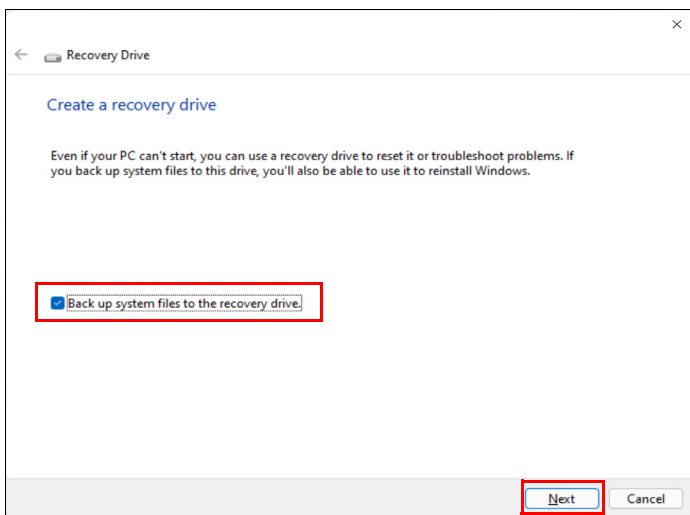 Recovery Drive
Create a recovery drive
Even if your PC can't start, you can use a recovery drive to reset it or troubleshoot problems. If
you back up system files to this drive, you'll also be able to use it to reinstall Windows.
Back up system files to the recovery drive.
Next Cancel